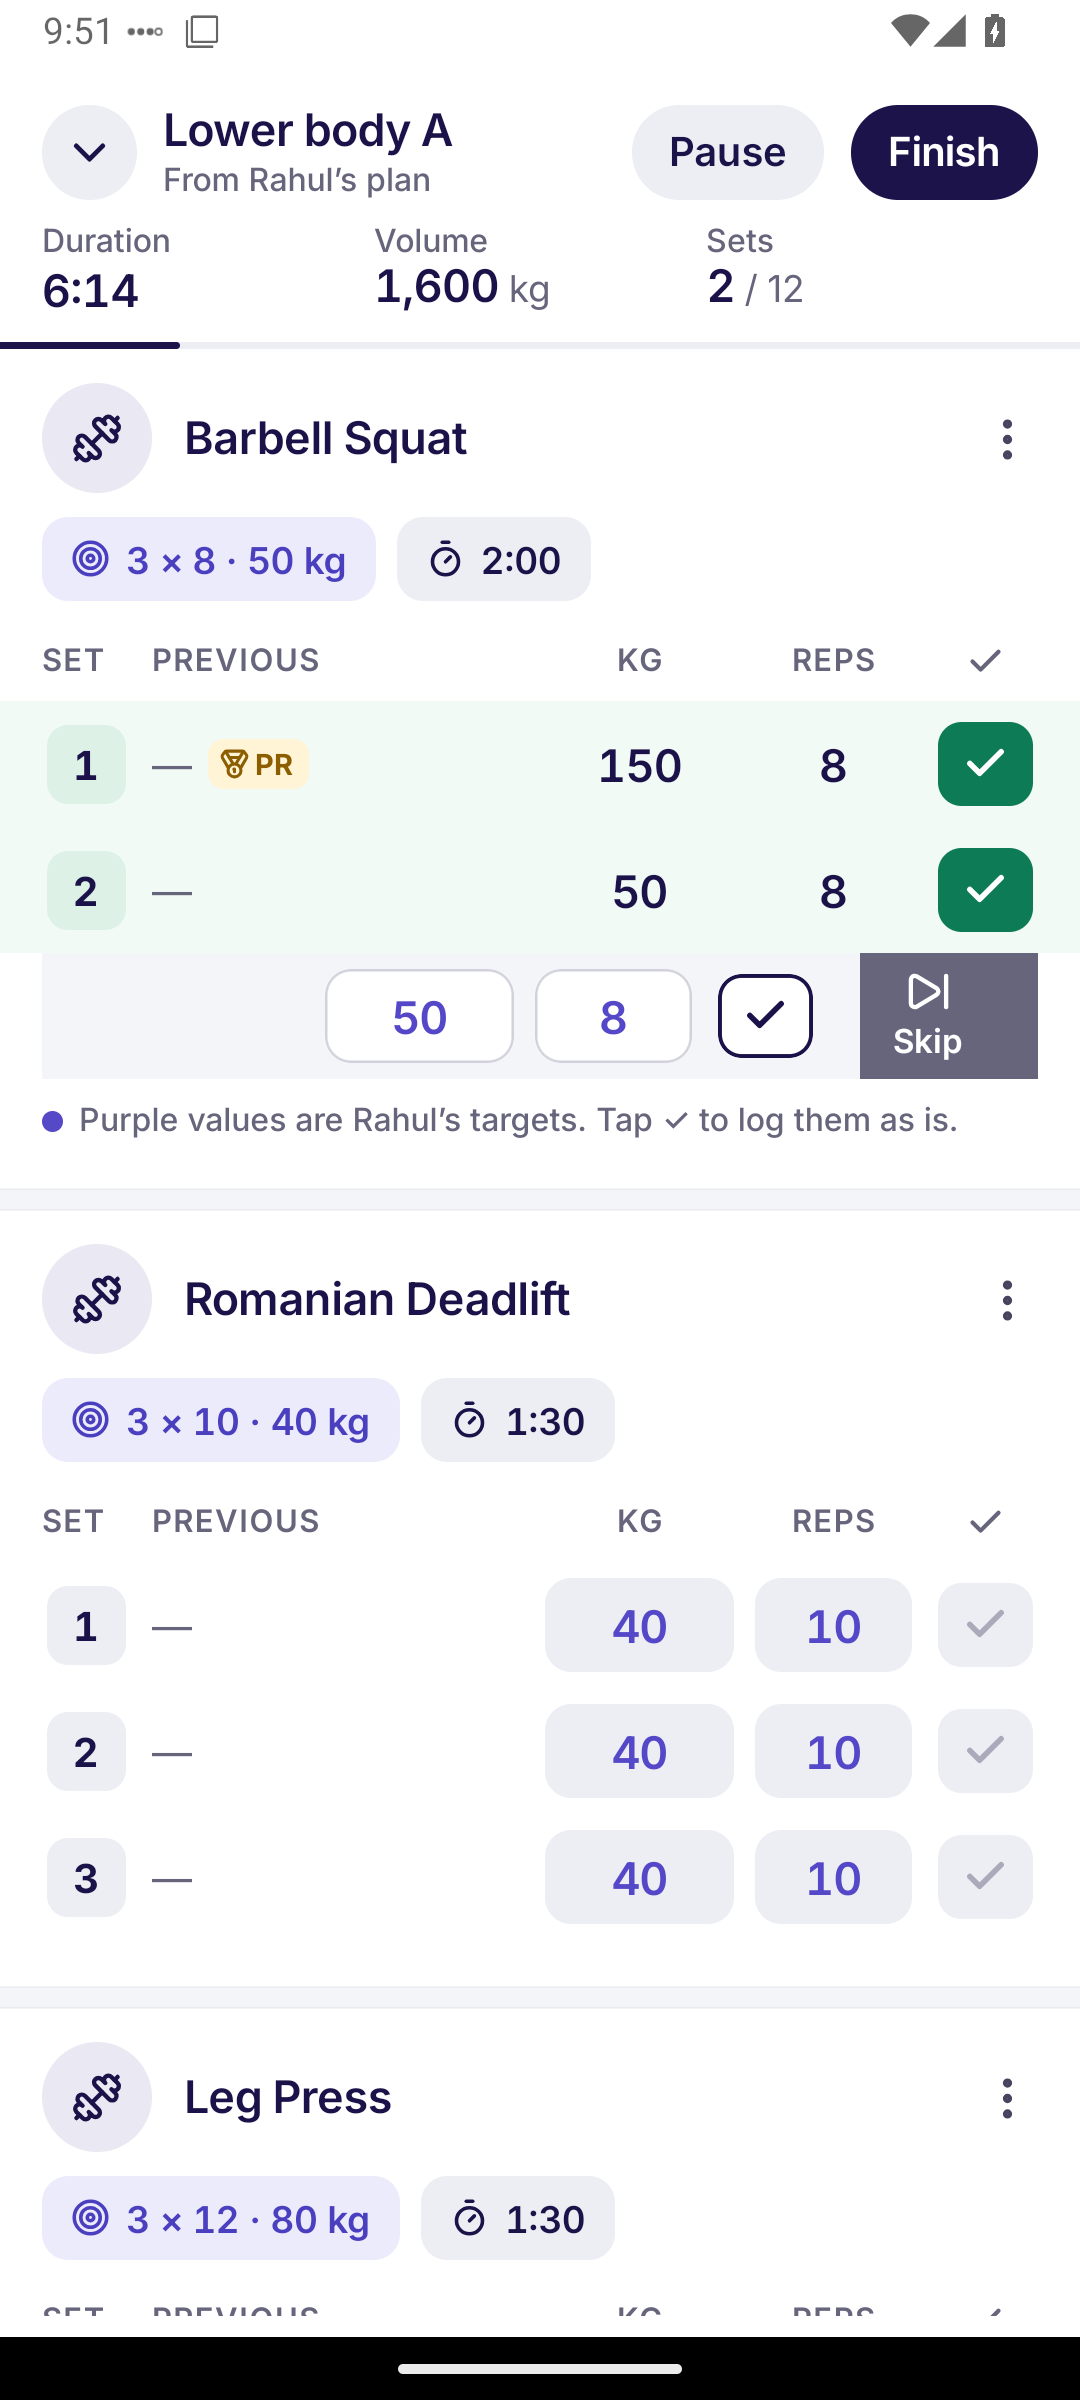 9:51
Lower body A
From Rahul’s plan
Pause
Finish
Duration
Volume
Sets
6:14
1,600 kg
2 / 12
Barbell Squat
3 × 8 · 50 kg
2:00
SET PREVIOUS KG REPS ✓
1 — PR 150 8 ✓
2 — 50 8 ✓
50 8 ✓ Skip
Purple values are Rahul’s targets. Tap ✓ to log them as is.
Romanian Deadlift
3 × 10 · 40 kg
1:30
SET PREVIOUS KG REPS ✓
1 — 40 10 ✓
2 — 40 10 ✓
3 — 40 10 ✓
Leg Press
3 × 12 · 80 kg
1:30
SET PREVIOUS KG REPS ✓